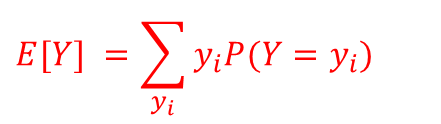 E[Y] = ∑_{y_i} y_i P(Y = y_i)